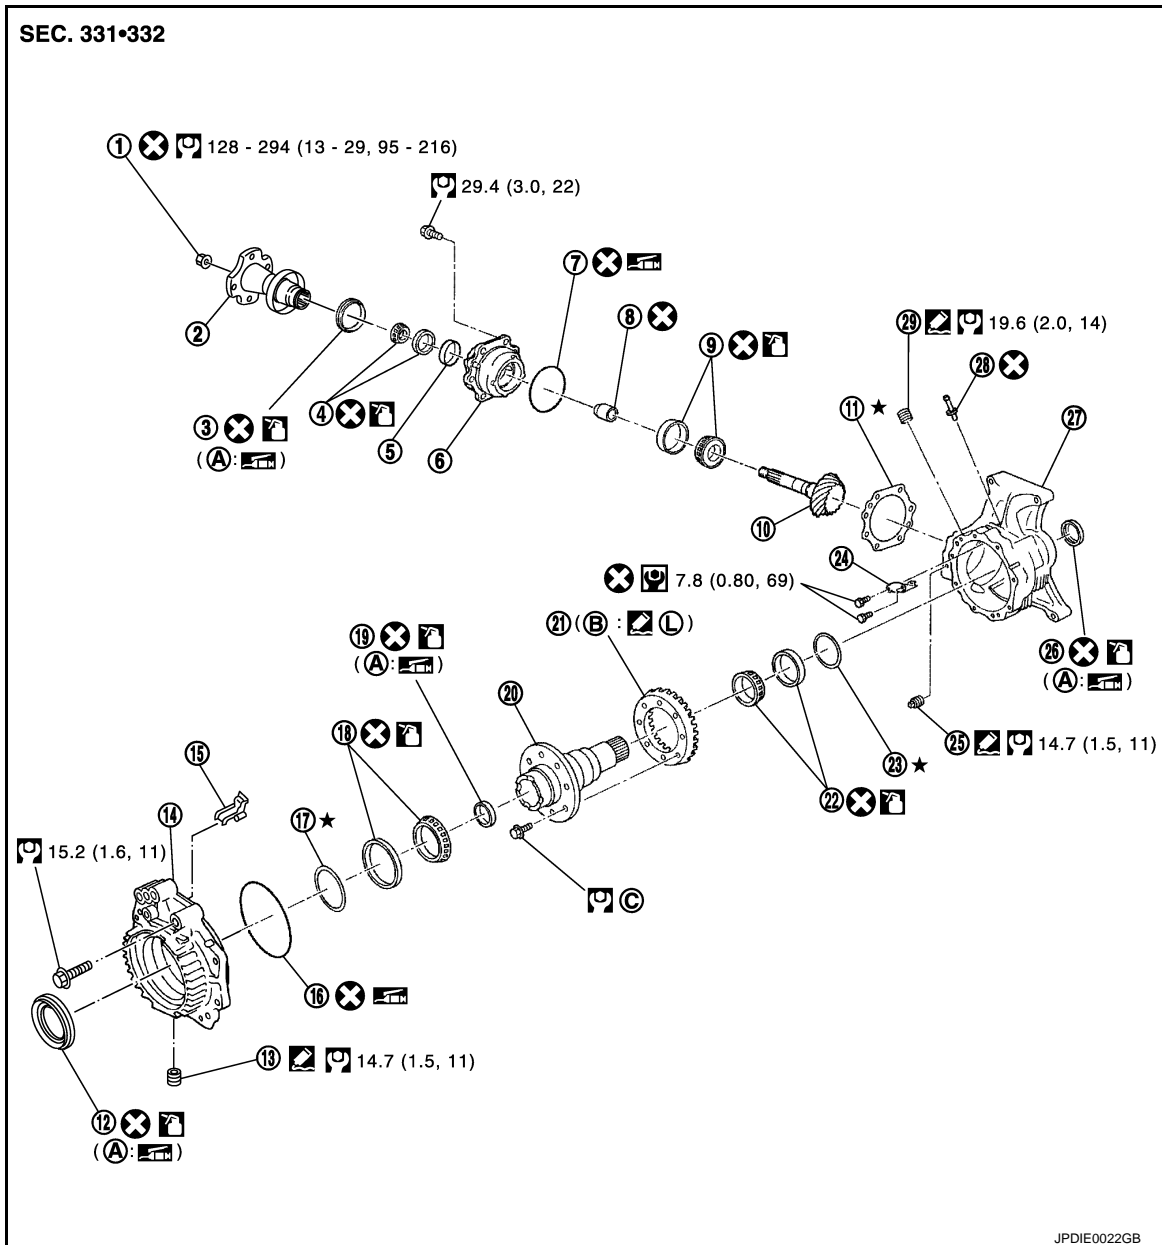 SEC. 331•332
1 128 - 294 (13 - 29, 95 - 216)
29.4 (3.0, 22)
2
3
(A: )
4
5
6
7
8
9
10
11 ★
29 19.6 (2.0, 14)
28
27
24
7.8 (0.80, 69)
26
(A: )
25 14.7 (1.5, 11)
23 ★
22
21 (B : L)
20
19
(A: )
18
17 ★
C
15
14
15.2 (1.6, 11)
16
13 14.7 (1.5, 11)
12
(A: )
JPDIE0022GB